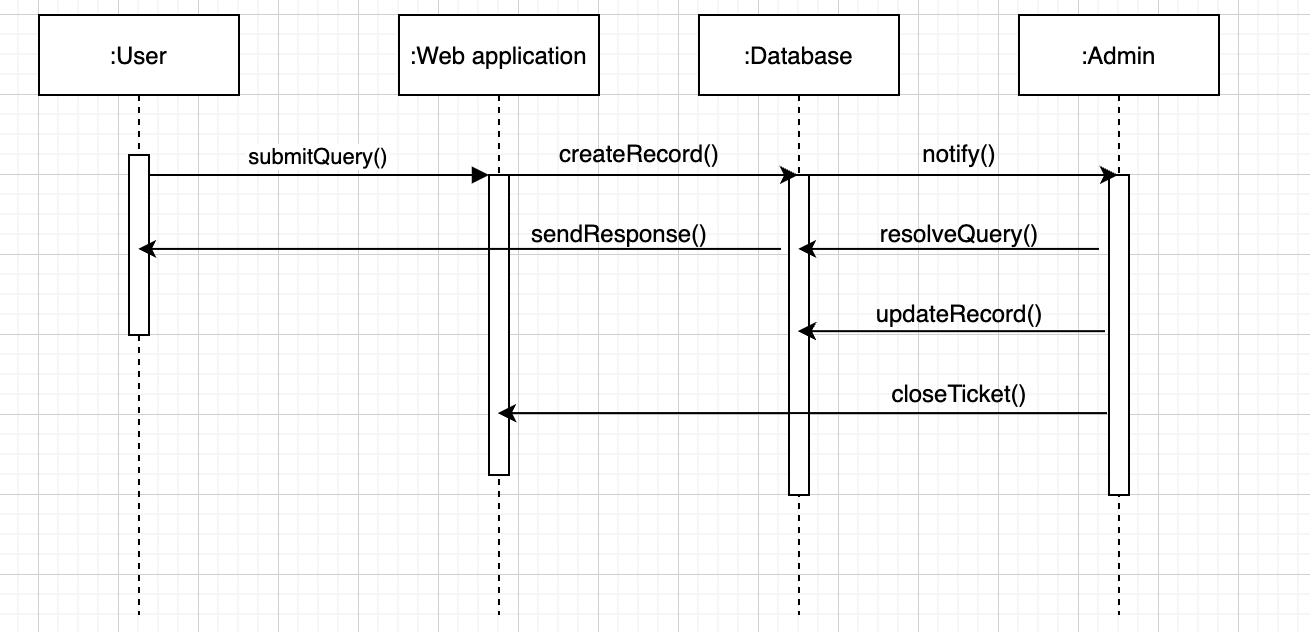 :User
:Web application
:Database
:Admin
submitQuery()
createRecord()
notify()
sendResponse()
resolveQuery()
updateRecord()
closeTicket()